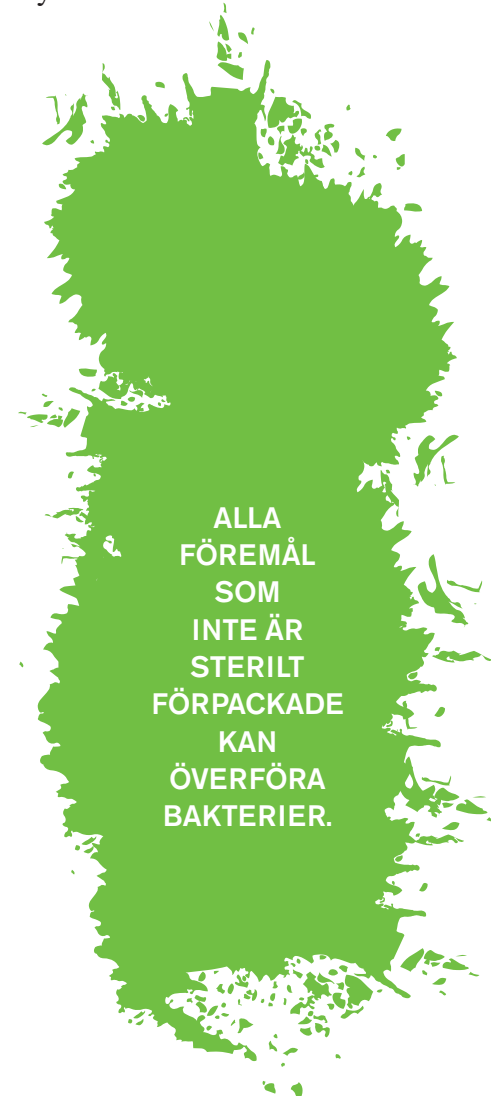 ALLA
FÖREMÅL
SOM
INTE ÄR
STERILT
FÖRPACKADE
KAN
ÖVERFÖRA
BAKTERIER.